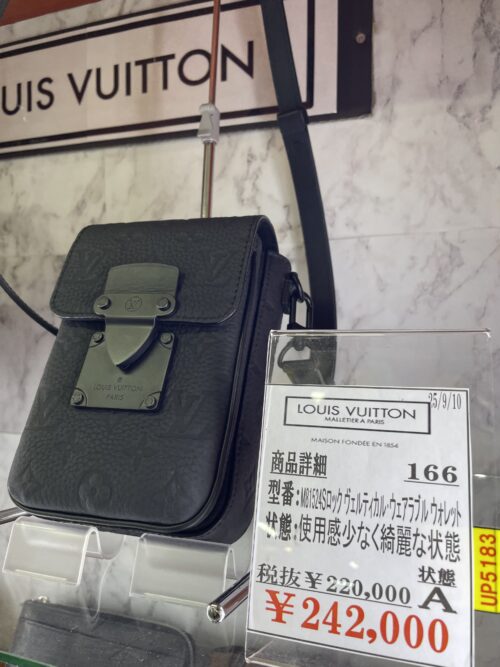 OUIS VUITTON
LV
®
LOUIS VUITTON
PARIS
25/9/10
LOUIS VUITTON
MALLETIER A PARIS
MAISON FONDÉE EN 1854
商品詳細 166
型番:M81524Sロック ヴェルティカル・ウェアラブル ウォレット
状態:使用感少なく綺麗な状態
税抜¥220,000 状態 A
¥242,000
UP5183